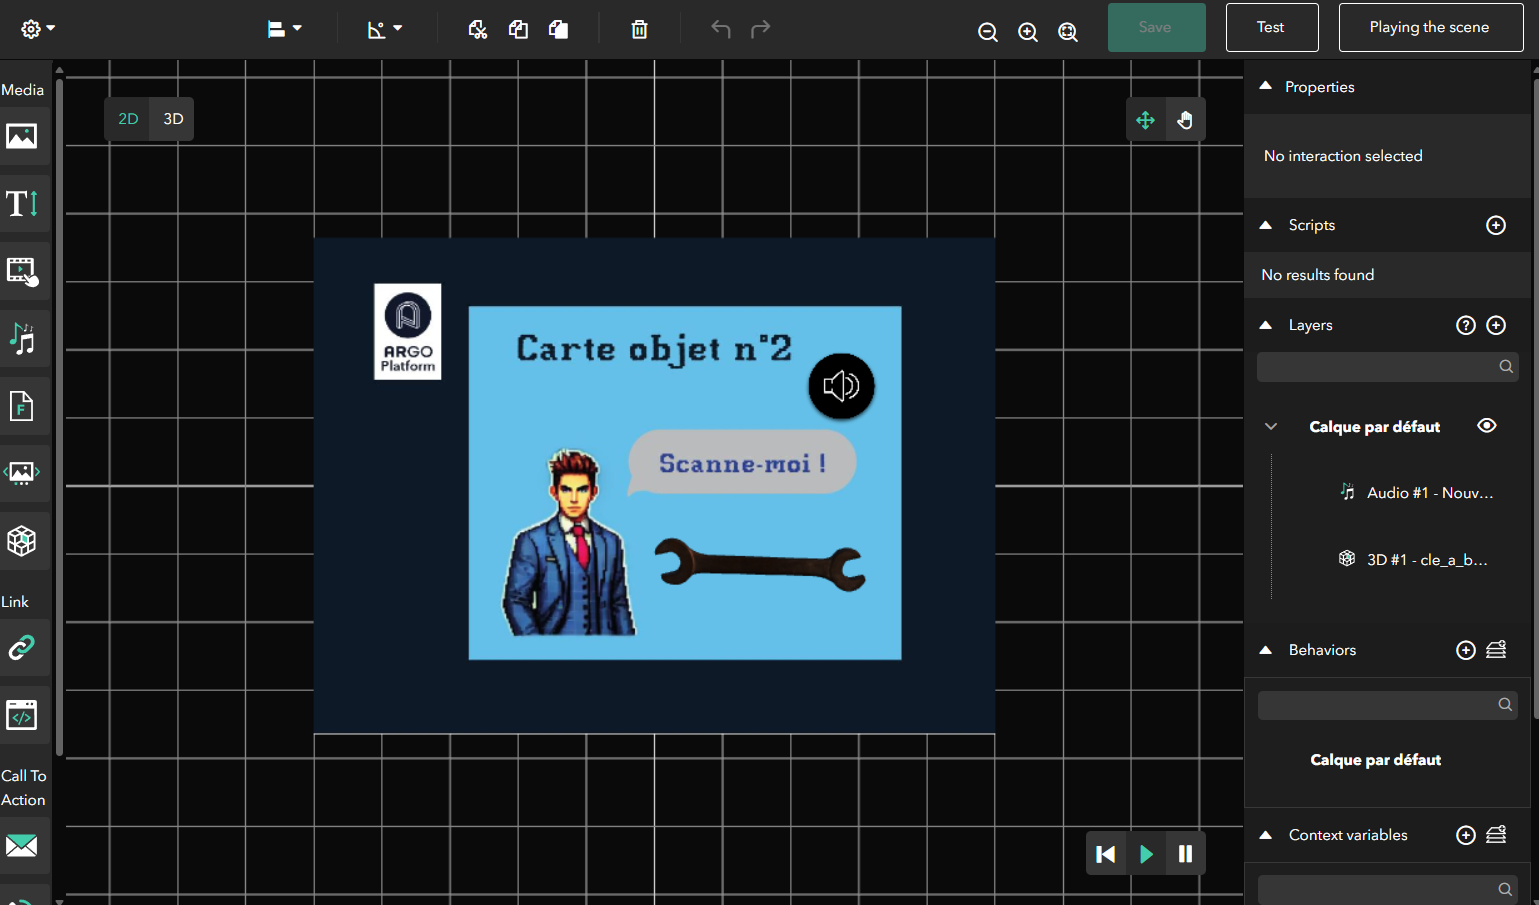 Save
Test
Playing the scene
Media
2D
3D
Properties
No interaction selected
Scripts
No results found
Layers
Calque par défaut
Audio #1 - Nouv...
3D #1 - cle_a_b...
Behaviors
Calque par défaut
Context variables
T
F
Link
Call To
Action
ARGO
Platform
Carte objet n°2
Scanne-moi !